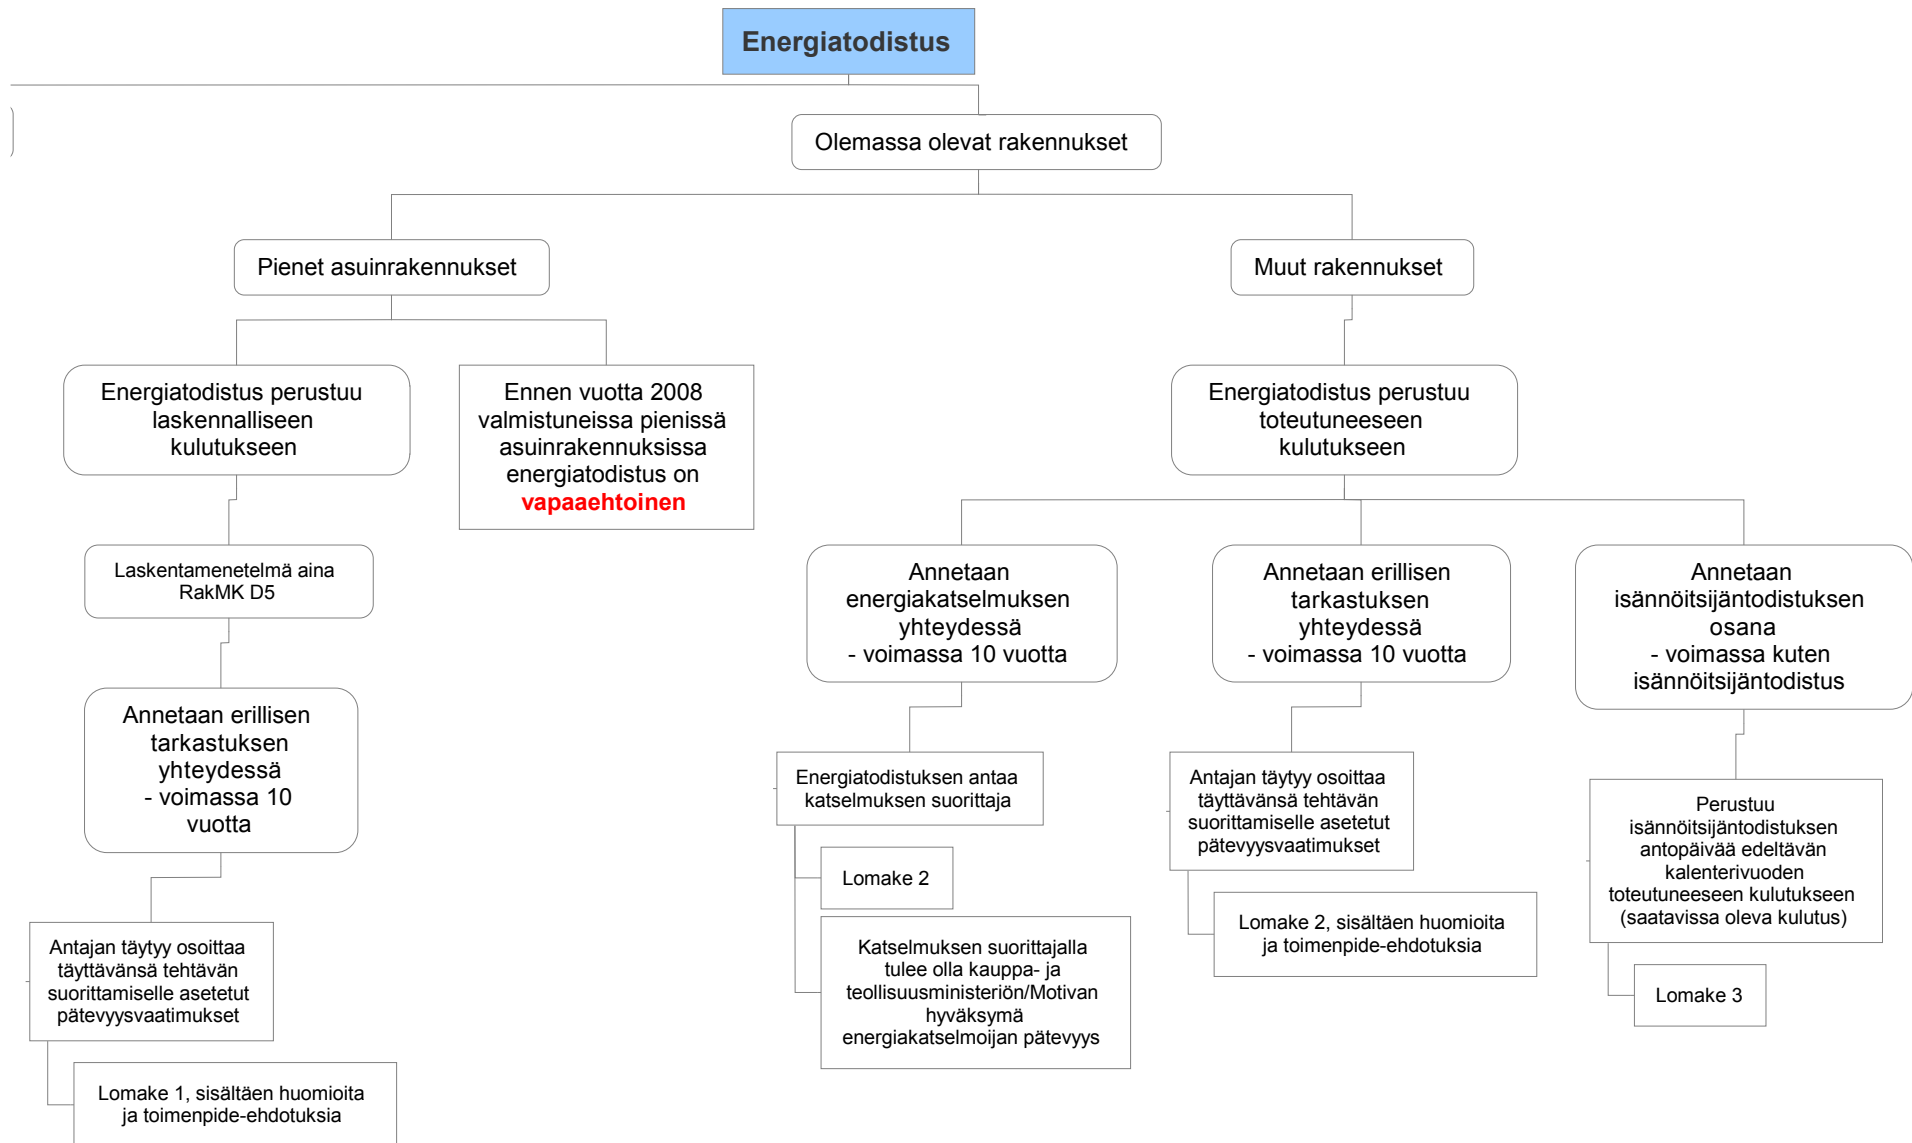 Energiatodistus
Olemassa olevat rakennukset
Pienet asuinrakennukset
Muut rakennukset
Energiatodistus perustuu
laskennalliseen
kulutukseen
Ennen vuotta 2008
valmistuneissa pienissä
asuinrakennuksissa
energiatodistus on
vapaaehtoinen
Energiatodistus perustuu
toteutuneeseen
kulutukseen
Laskentamenetelmä aina
RakMK D5
Annetaan
energiakatselmuksen
yhteydessä
- voimassa 10 vuotta
Annetaan erillisen
tarkastuksen
yhteydessä
- voimassa 10 vuotta
Annetaan
isännöitsijäntodistuksen
osana
- voimassa kuten
isännöitsijäntodistus
Annetaan erillisen
tarkastuksen
yhteydessä
- voimassa 10
vuotta
Energiatodistuksen antaa
katselmuksen suorittaja
Antajan täytyy osoittaa
täyttävänsä tehtävän
suorittamiselle asetetut
pätevyysvaatimukset
Perustuu
isännöitsijäntodistuksen
antopäivää edeltävän
kalenterivuoden
toteutuneeseen kulutukseen
(saatavissa oleva kulutus)
Lomake 2
Lomake 2, sisältäen huomioita
ja toimenpide-ehdotuksia
Katselmuksen suorittajalla
tulee olla kauppa- ja
teollisuusministeriön/Motivan
hyväksymä
energiakatselmoijan pätevyys
Lomake 3
Antajan täytyy osoittaa
täyttävänsä tehtävän
suorittamiselle asetetut
pätevyysvaatimukset
Lomake 1, sisältäen huomioita
ja toimenpide-ehdotuksia